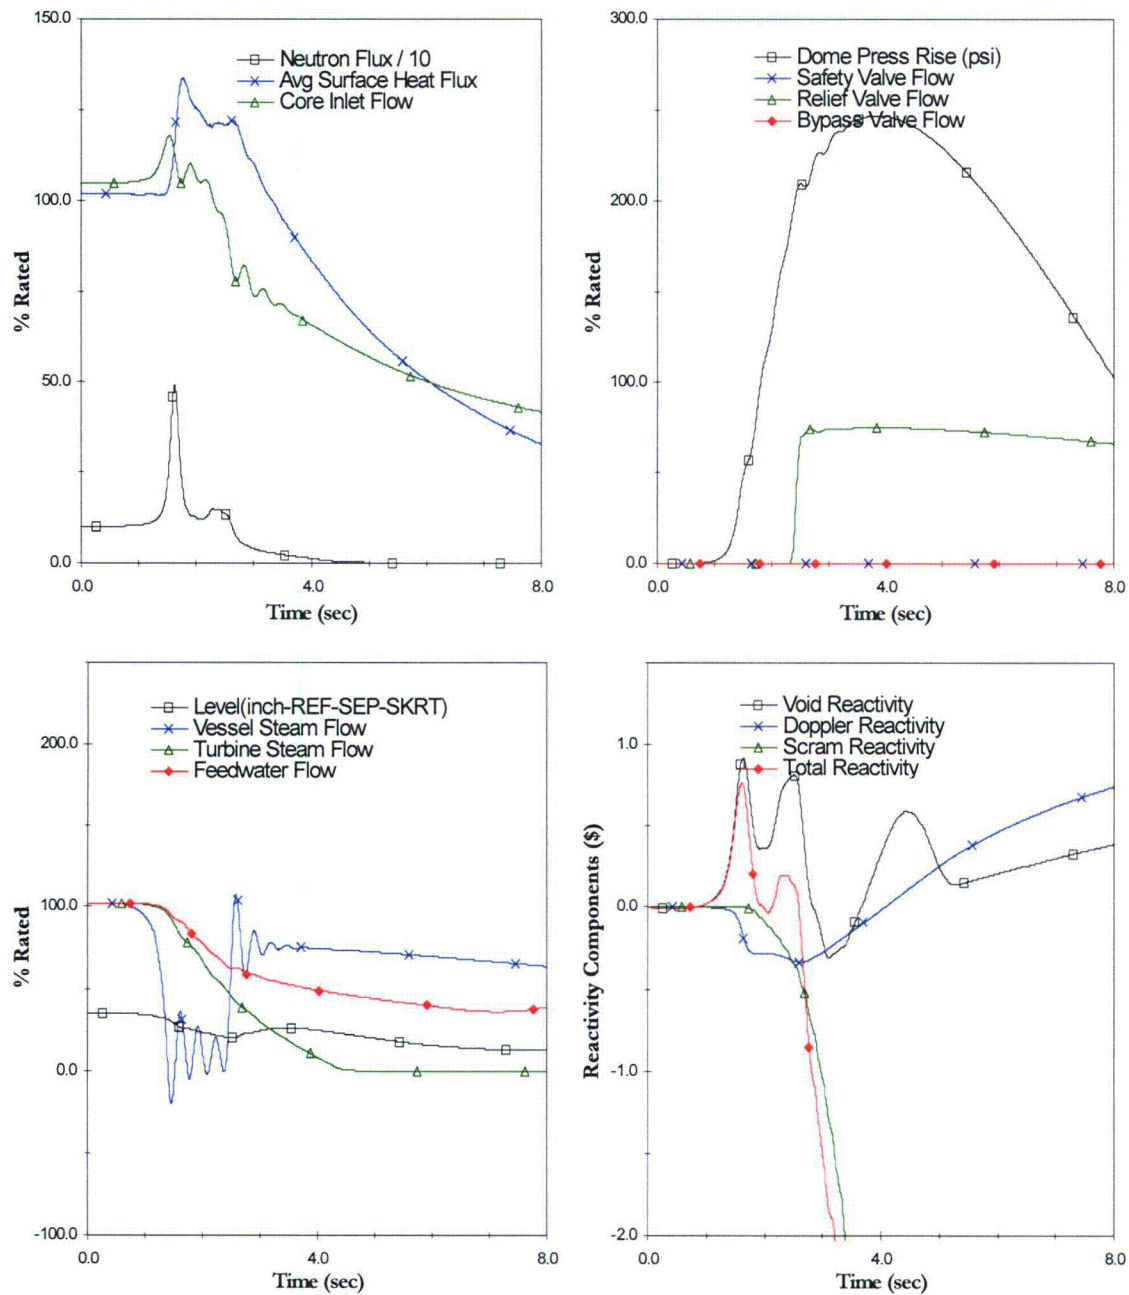 150.0
Neutron Flux / 10
Avg Surface Heat Flux
Core Inlet Flow
100.0
% Rated
50.0
0.0
0.0
4.0
8.0
Time (sec)
300.0
Dome Press Rise (psi)
Safety Valve Flow
Relief Valve Flow
Bypass Valve Flow
200.0
% Rated
100.0
0.0
0.0
4.0
8.0
Time (sec)
Level(inch-REF-SEP-SKRT)
Vessel Steam Flow
Turbine Steam Flow
Feedwater Flow
200.0
100.0
% Rated
0.0
-100.0
0.0
4.0
8.0
Time (sec)
Void Reactivity
Doppler Reactivity
Scram Reactivity
Total Reactivity
1.0
0.0
Reactivity Components ($)
-1.0
-2.0
0.0
4.0
8.0
Time (sec)